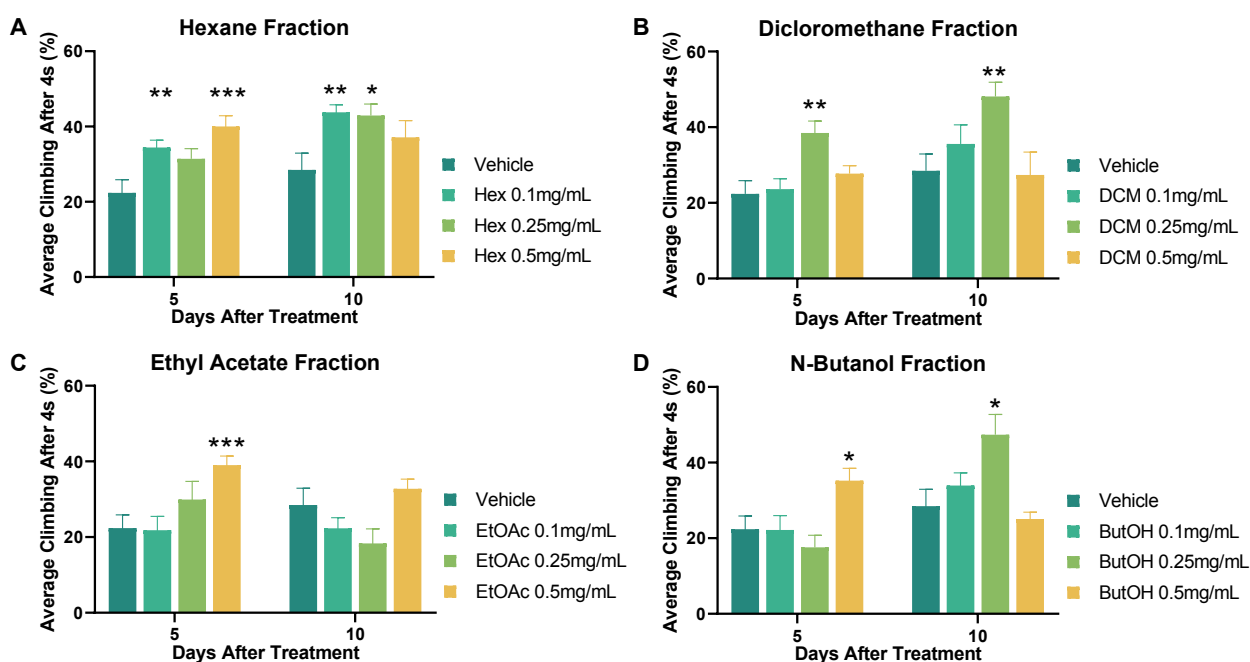 A
Hexane Fraction
Average Climbing After 4s (%)
60
40
20
0
** *** ** *
5 10
Days After Treatment
Vehicle
Hex 0.1mg/mL
Hex 0.25mg/mL
Hex 0.5mg/mL
B
Dicloromethane Fraction
Average Climbing After 4s (%)
60
40
20
0
** **
5 10
Days After Treatment
Vehicle
DCM 0.1mg/mL
DCM 0.25mg/mL
DCM 0.5mg/mL
C
Ethyl Acetate Fraction
Average Climbing After 4s (%)
60
40
20
0
***
5 10
Days After Treatment
Vehicle
EtOAc 0.1mg/mL
EtOAc 0.25mg/mL
EtOAc 0.5mg/mL
D
N-Butanol Fraction
Average Climbing After 4s (%)
60
40
20
0
* *
5 10
Days After Treatment
Vehicle
ButOH 0.1mg/mL
ButOH 0.25mg/mL
ButOH 0.5mg/mL